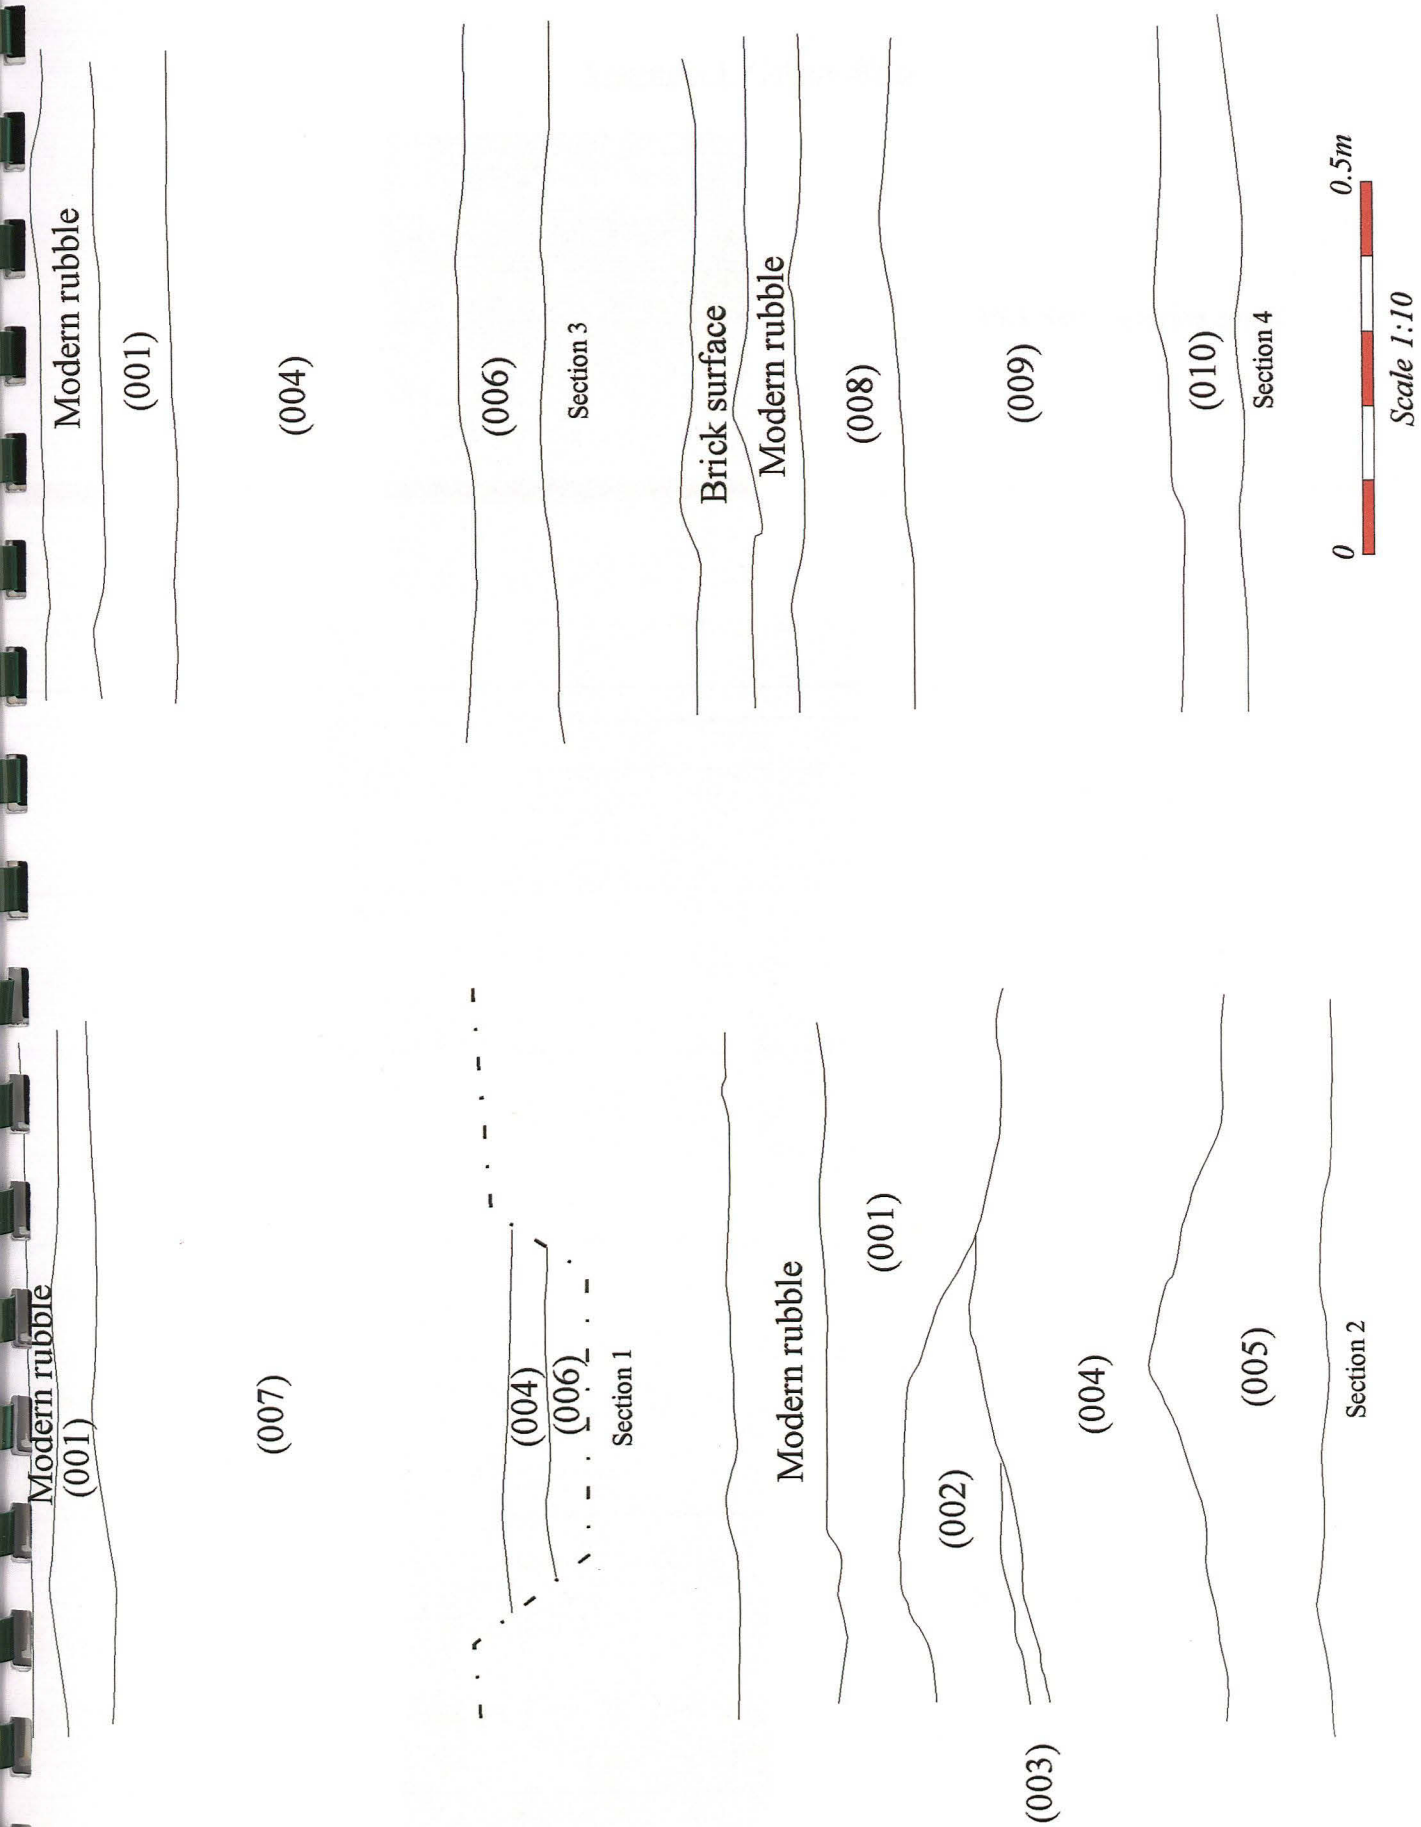 Modern rubble
(001)
(007)
(004)
(006)
Section 1
Modern rubble
(001)
(002)
(003)
(004)
(005)
Section 2
Modern rubble
(001)
(004)
(006)
Section 3
Brick surface
Modern rubble
(008)
(009)
(010)
Section 4
0
0.5m
Scale 1:10